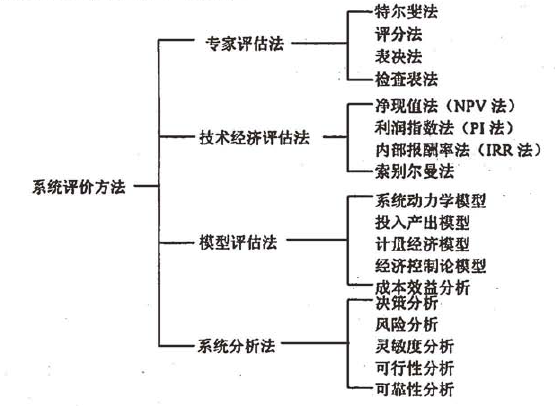 系统评价方法
专家评估法
特尔斐法
评分法
表决法
检查表法
技术经济评估法
净现值法（NPV 法）
利润指数法（PI 法）
内部报酬率法（IRR 法）
索别尔曼法
模型评估法
系统动力学模型
投入产出模型
计量经济模型
经济控制论模型
成本效益分析
系统分析法
决策分析
风险分析
灵敏度分析
可行性分析
可靠性分析